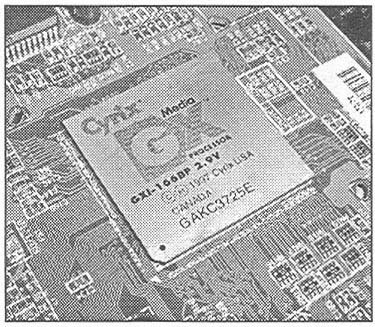 Cyrix
Media
GX
PROCESSOR
GXI-166BP 2.9V
1997 Cyrix USA
CANADA
GAKC3725E